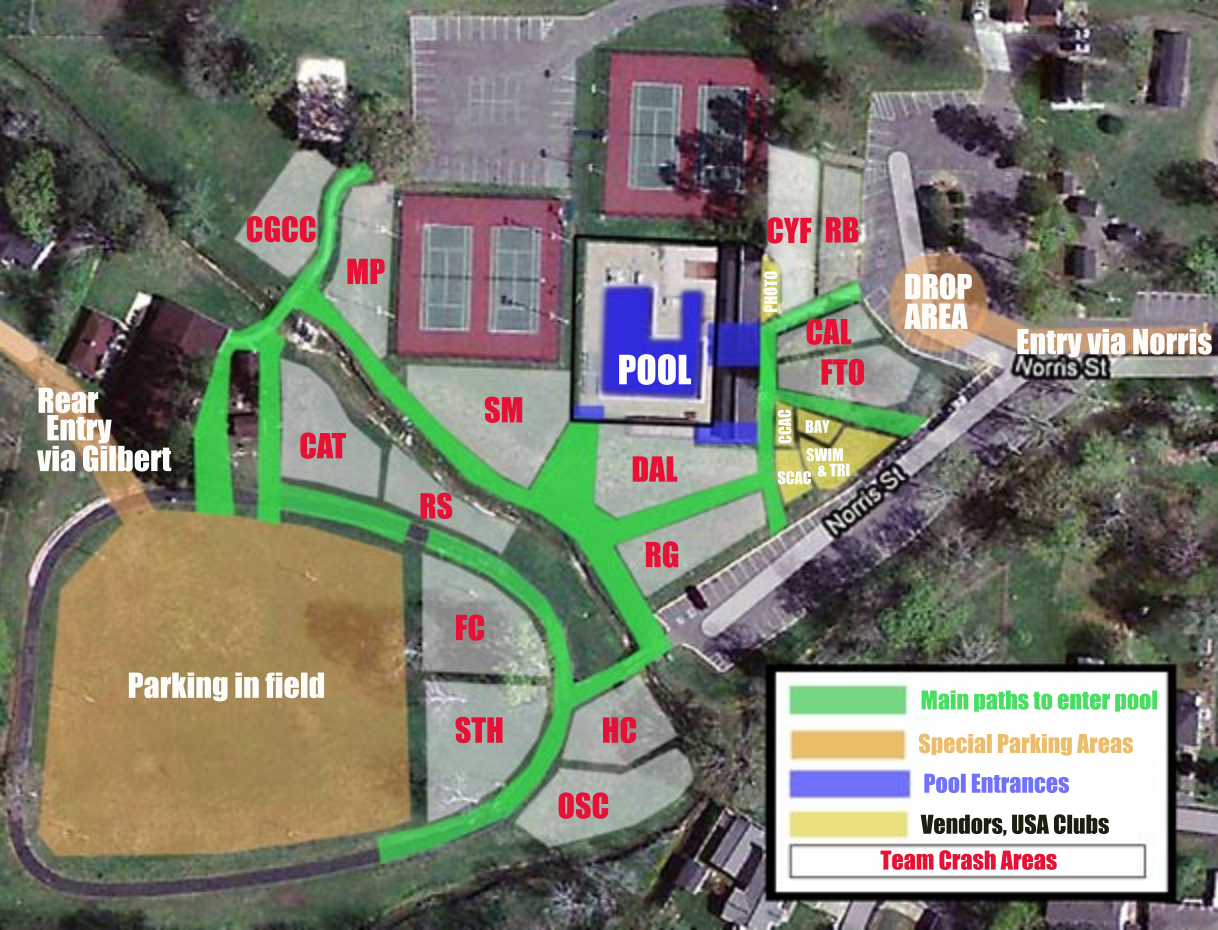 CGCC
MP
CYF
RB
PHOTO
DROP
AREA
CAL
Entry via Norris
Norris St
FTO
POOL
Rear
Entry
via Gilbert
SM
CAT
DAL
CCAC
BAY
SWIM
& TRI
SCAC
Norris St
RS
RG
FC
Parking in field
STH
HC
OSC
Main paths to enter pool
Special Parking Areas
Pool Entrances
Vendors, USA Clubs
Team Crash Areas